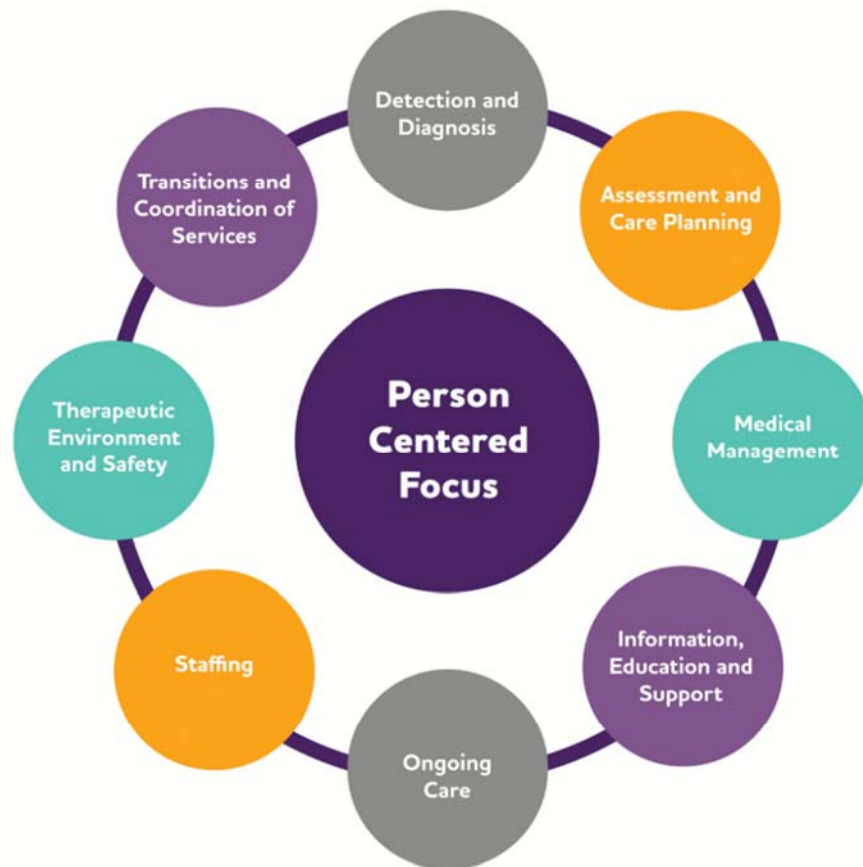 Detection and
Diagnosis
Transitions and
Coordination of
Services
Assessment and
Care Planning
Person
Centered
Focus
Therapeutic
Environment
and Safety
Medical
Management
Staffing
Information,
Education and
Support
Ongoing
Care